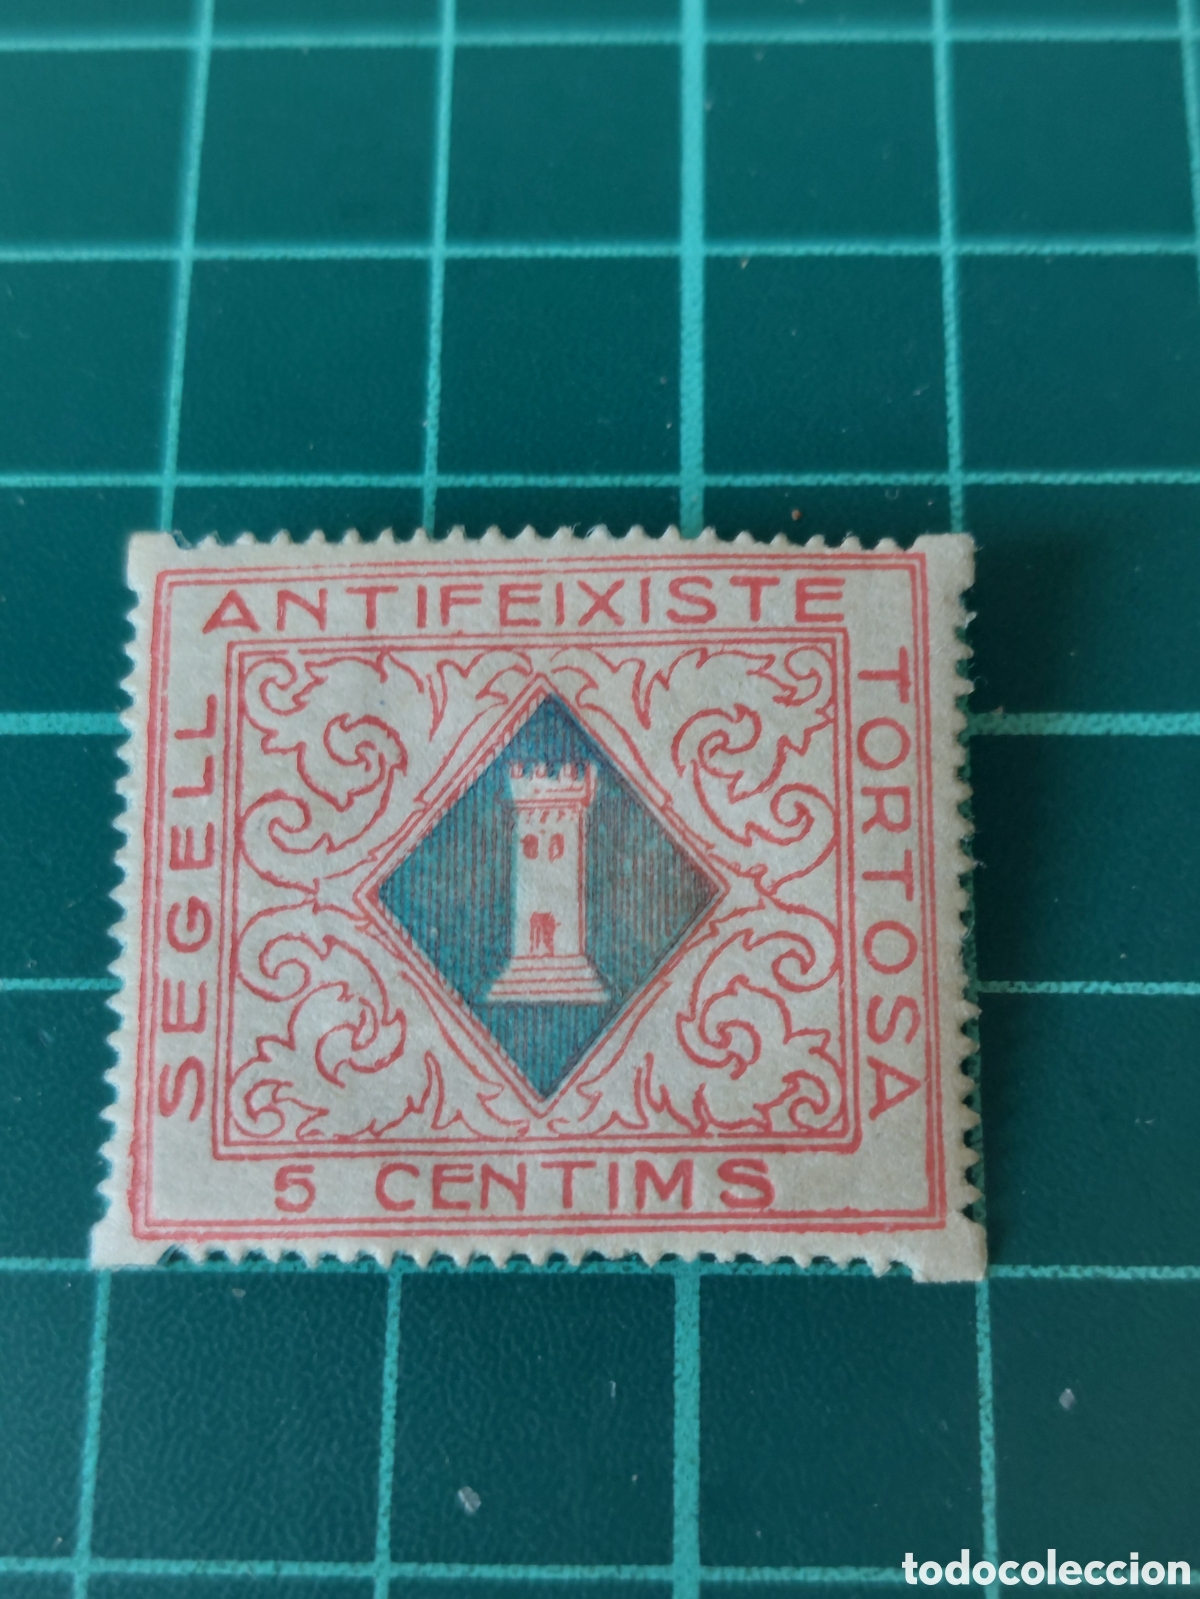 SEGELL
ANTIFEIXISTE
TORTOSA
5 CENTIMS
todocoleccion